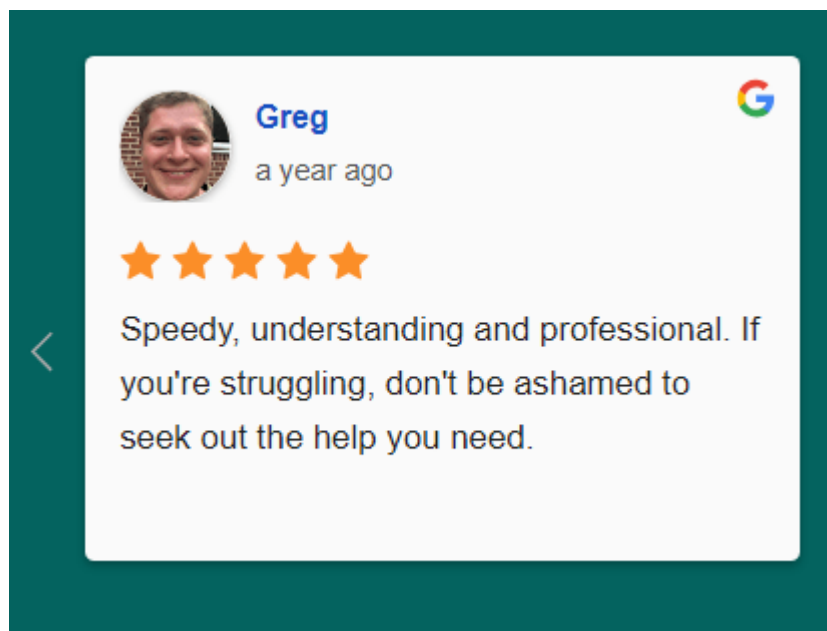 Greg
a year ago
Speedy, understanding and professional. If
you're struggling, don't be ashamed to
seek out the help you need.